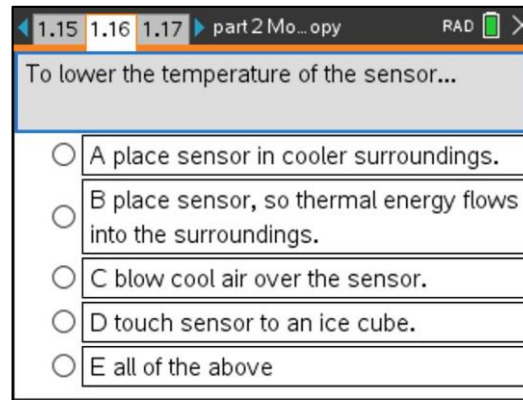 1.15 1.16 1.17 part 2 Mo...opy RAD
To lower the temperature of the sensor...
A place sensor in cooler surroundings.
B place sensor, so thermal energy flows
into the surroundings.
C blow cool air over the sensor.
D touch sensor to an ice cube.
E all of the above